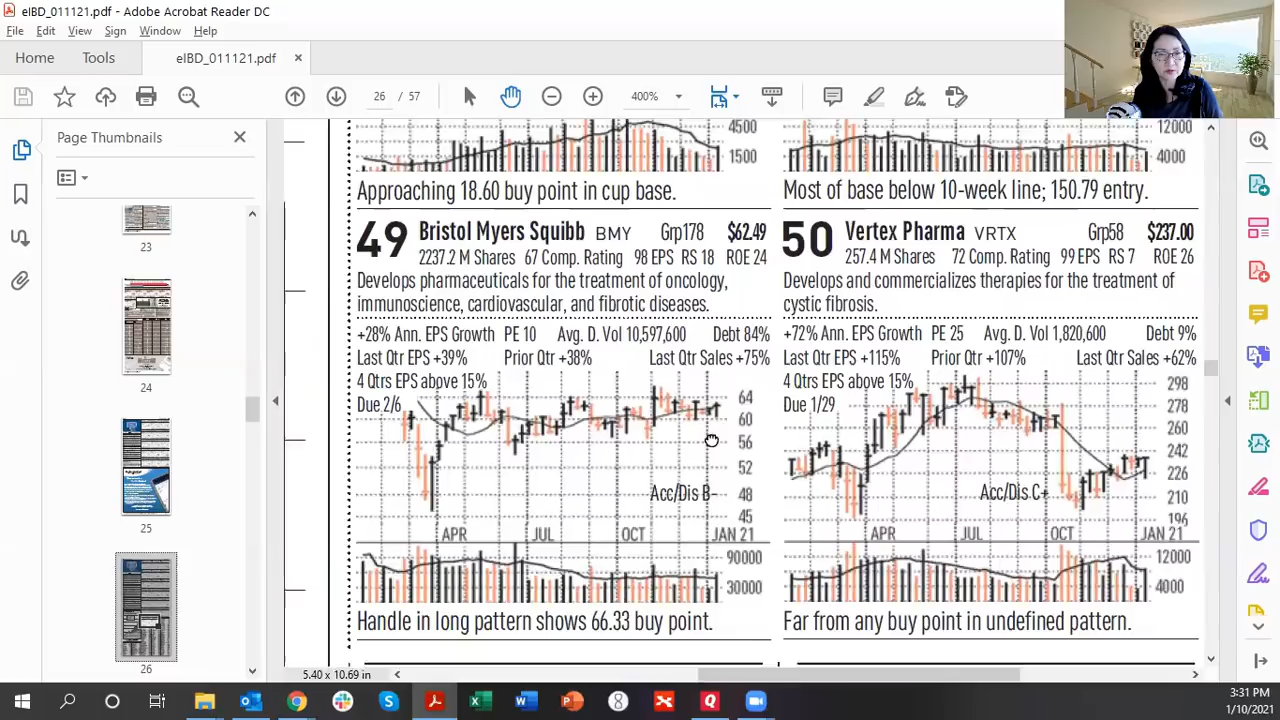 eIBD_011121.pdf - Adobe Acrobat Reader DC
File Edit View Sign Window Help
Home Tools eIBD_011121.pdf ×
26 / 57 400%
Page Thumbnails
23
24
25
26
4500
1500
Approaching 18.60 buy point in cup base.
12000
4000
Most of base below 10-week line; 150.79 entry.
49 Bristol Myers Squibb BMY Grp178 $62.49
2237.2 M Shares 67 Comp. Rating 98 EPS RS 18 ROE 24
Develops pharmaceuticals for the treatment of oncology,
immunoscience, cardiovascular, and fibrotic diseases.
+28% Ann. EPS Growth PE 10 Avg. D. Vol 10,597,600 Debt 84%
Last Qtr EPS +39% Prior Qtr +38% Last Qtr Sales +75%
4 Qtrs EPS above 15%
Due 2/6
64
60
56
52
48
45
Acc/Dis B-
APR JUL OCT JAN 21
90000
30000
Handle in long pattern shows 66.33 buy point.
50 Vertex Pharma VRTX Grp58 $237.00
257.4 M Shares 72 Comp. Rating 99 EPS RS 7 ROE 26
Develops and commercializes therapies for the treatment of
cystic fibrosis.
+72% Ann. EPS Growth PE 25 Avg. D. Vol 1,820,600 Debt 9%
Last Qtr EPS +115% Prior Qtr +107% Last Qtr Sales +62%
4 Qtrs EPS above 15%
Due 1/29
298
278
260
242
226
210
196
Acc/Dis C+
APR JUL OCT JAN 21
12000
4000
Far from any buy point in undefined pattern.
5.40 x 10.69 in
3:31 PM
1/10/2021